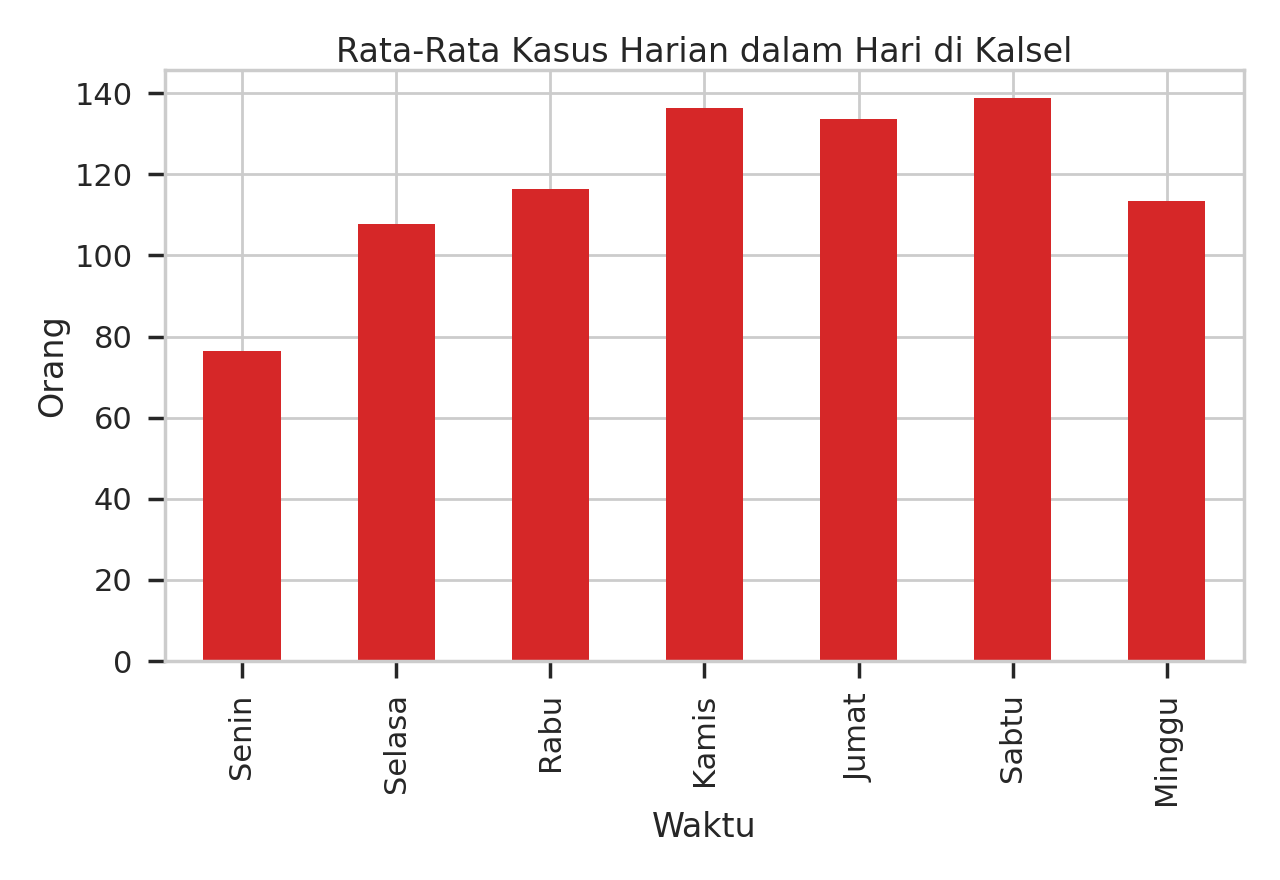 Rata-Rata Kasus Harian dalam Hari di Kalsel
140
120
100
80
60
40
20
0
Orang
Senin
Selasa
Rabu
Kamis
Jumat
Sabtu
Minggu
Waktu